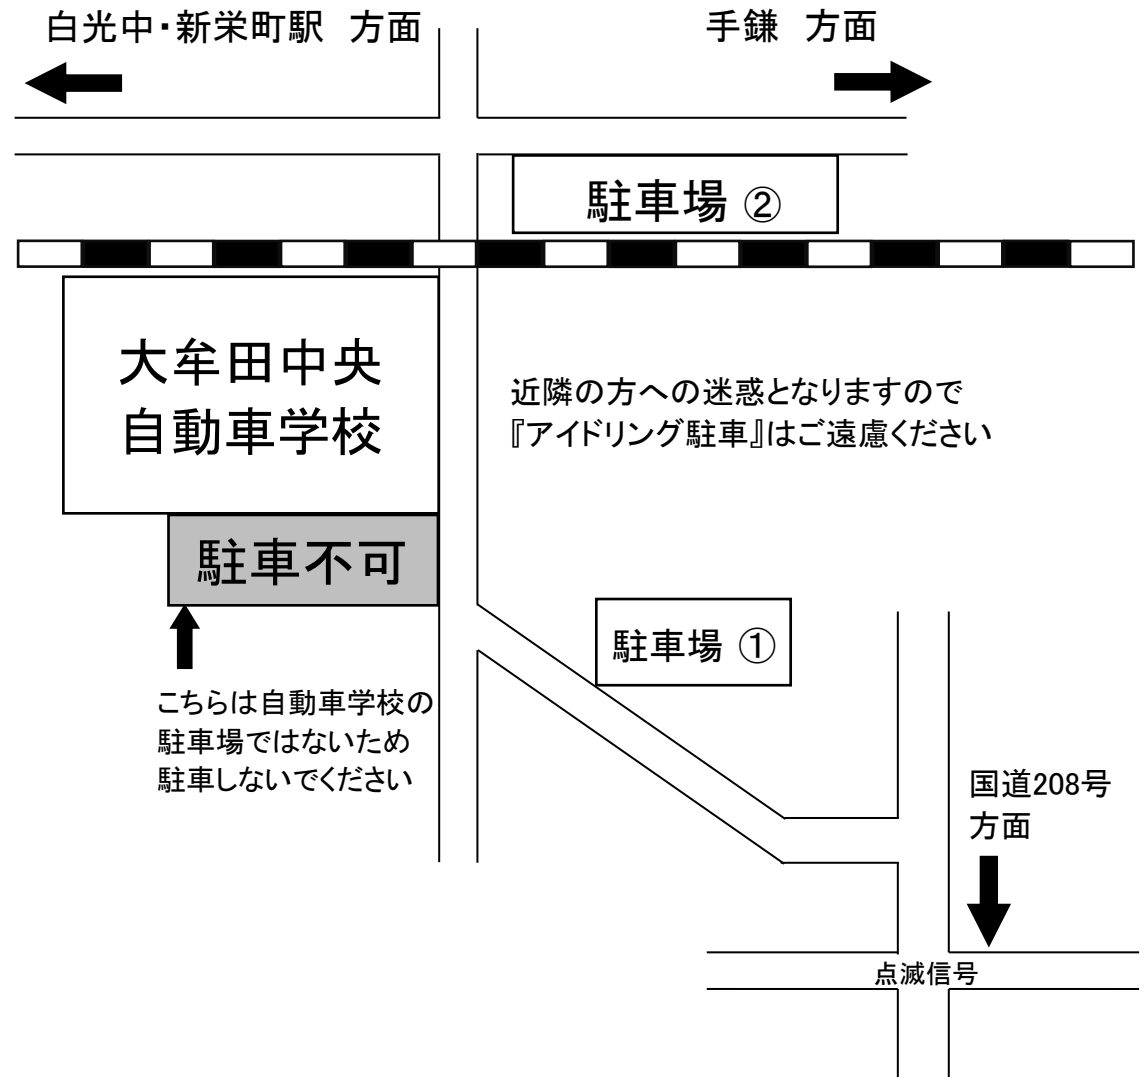 白光中・新栄町駅　方面
手鎌　方面
駐車場 ②
大牟田中央
自動車学校
近隣の方への迷惑となりますので
『アイドリング駐車』はご遠慮ください
駐車不可
駐車場 ①
こちらは自動車学校の
駐車場ではないため
駐車しないでください
国道208号
方面
点滅信号